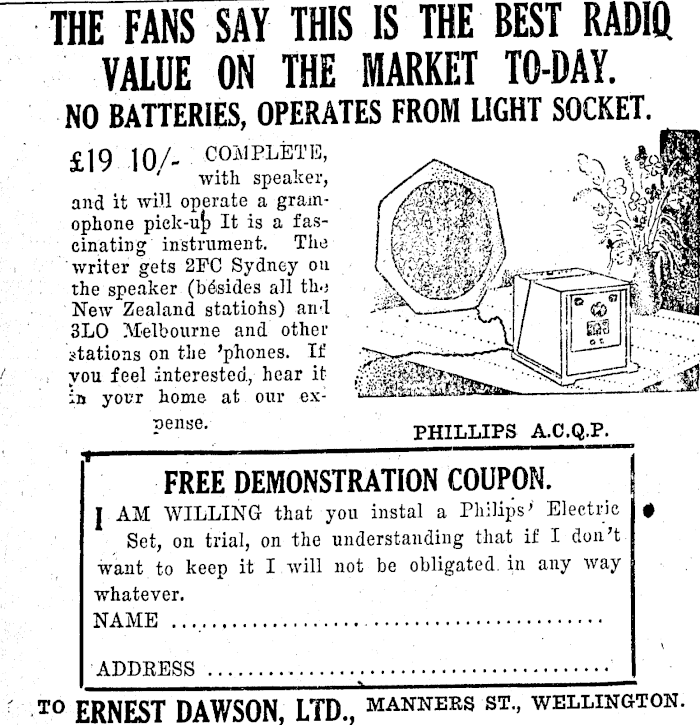 THE FANS SAY THIS IS THE BEST RADIO
VALUE ON THE MARKET TO-DAY.
NO BATTERIES, OPERATES FROM LIGHT SOCKET.
£19 10/- COMPLETE,
with speaker,
and it will operate a gram-
ophone pick-up It is a fas-
cinating instrument. The
writer gets 2FC Sydney on
the speaker (besides all the
New Zealand stations) and
3LO Melbourne and other
stations on the 'phones. If
you feel interested, hear it
in your home at our ex-
pense.
PHILLIPS A.C.Q.P.
FREE DEMONSTRATION COUPON.
I AM WILLING that you instal a Philips' Electric
Set, on trial, on the understanding that if I don't
want to keep it I will not be obligated in any way
whatever.
NAME ............................................
ADDRESS ........................................
TO ERNEST DAWSON, LTD., MANNERS ST., WELLINGTON.